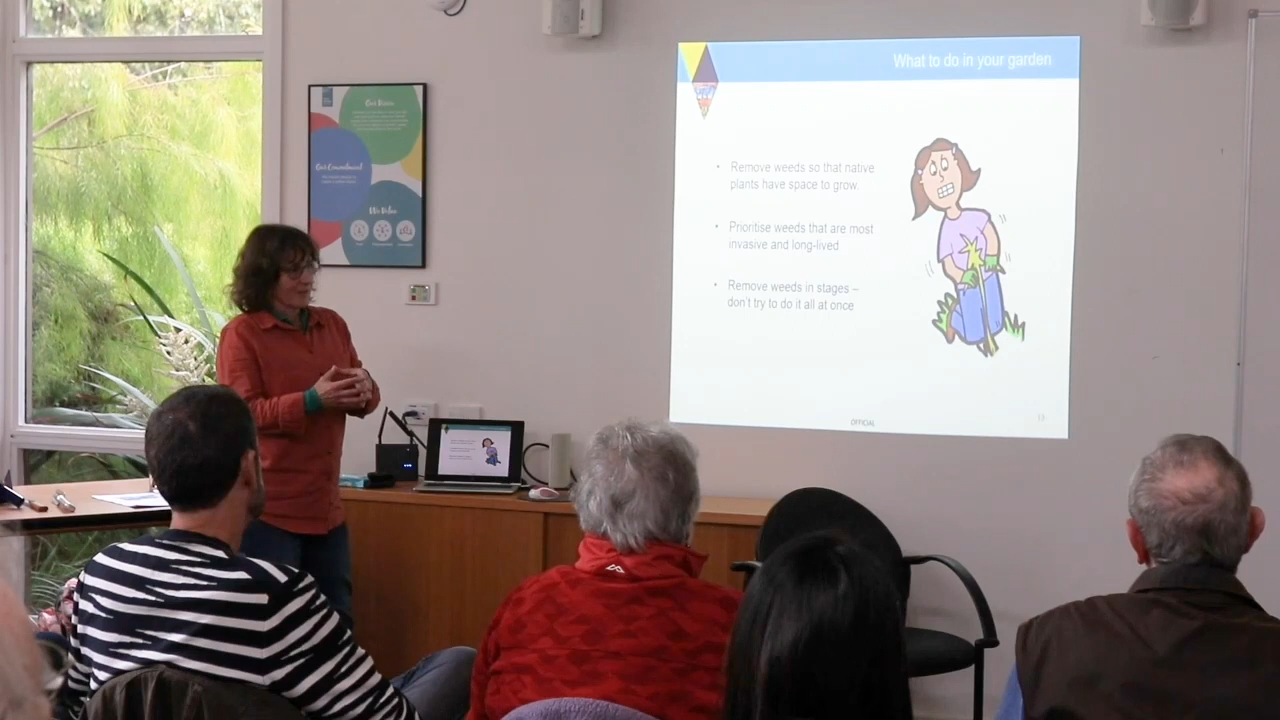 Our Vision
Our Commitment
We Value
What to do in your garden
• Remove weeds so that native
plants have space to grow.
• Prioritise weeds that are most
invasive and long-lived
• Remove weeds in stages –
don't try to do it all at once
OFFICIAL